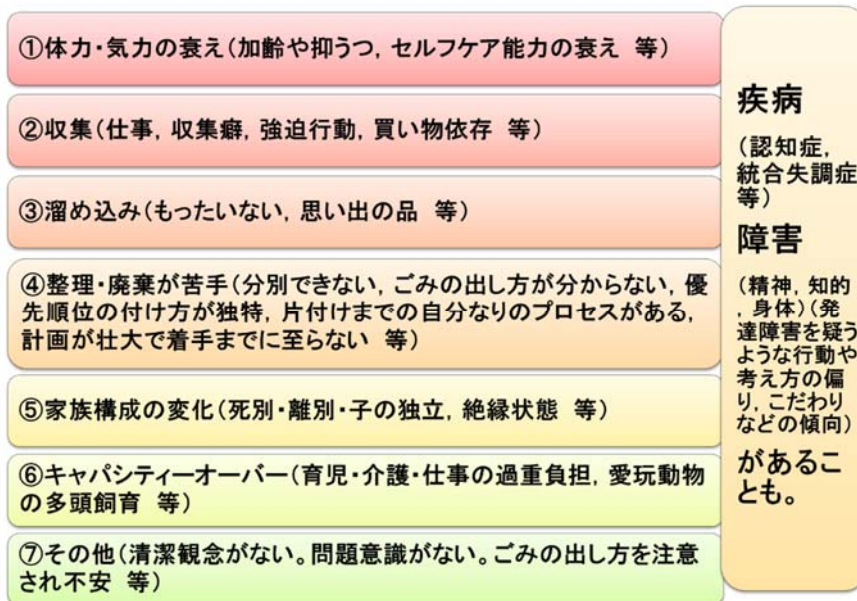 ①体力・気力の衰え（加齢や抑うつ，セルフケア能力の衰え　等）
②収集（仕事，収集癖，強迫行動，買い物依存　等）
③溜め込み（もったいない，思い出の品　等）
④整理・廃棄が苦手（分別できない，ごみの出し方が分からない，優
先順位の付け方が独特，片付けまでの自分なりのプロセスがある，
計画が壮大で着手までに至らない　等）
⑤家族構成の変化（死別・離別・子の独立，絶縁状態　等）
⑥キャパシティーオーバー（育児・介護・仕事の過重負担，愛玩動物
の多頭飼育　等）
⑦その他（清潔観念がない。問題意識がない。ごみの出し方を注意
され不安　等）
疾病
（認知症，
統合失調症
等）
障害
（精神，知的
，身体）（発
達障害を疑う
ような行動や
考え方の偏
り，こだわり
などの傾向）
があるこ
とも。